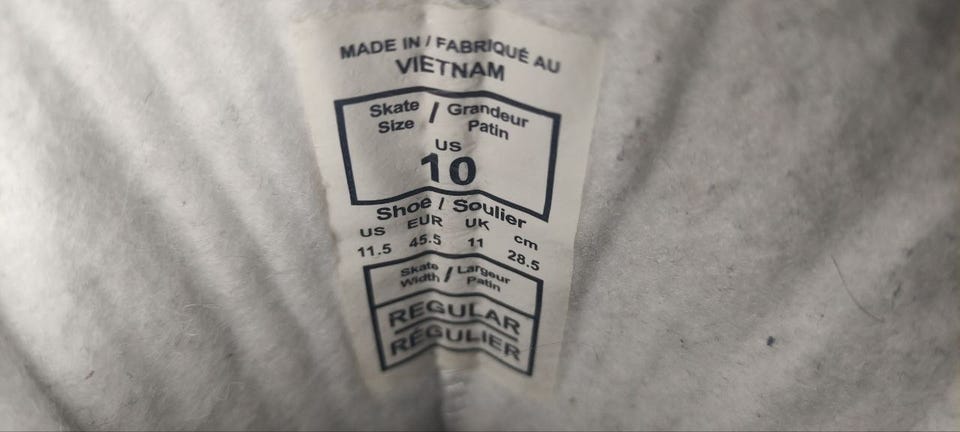 MADE IN / FABRIQUÉ AU
VIETNAM
Skate / Grandeur
Size Patin
US
10
Shoe / Soulier
US EUR UK cm
11.5 45.5 11 28.5
Skate / Largeur
Width Patin
REGULAR
RÉGULIER